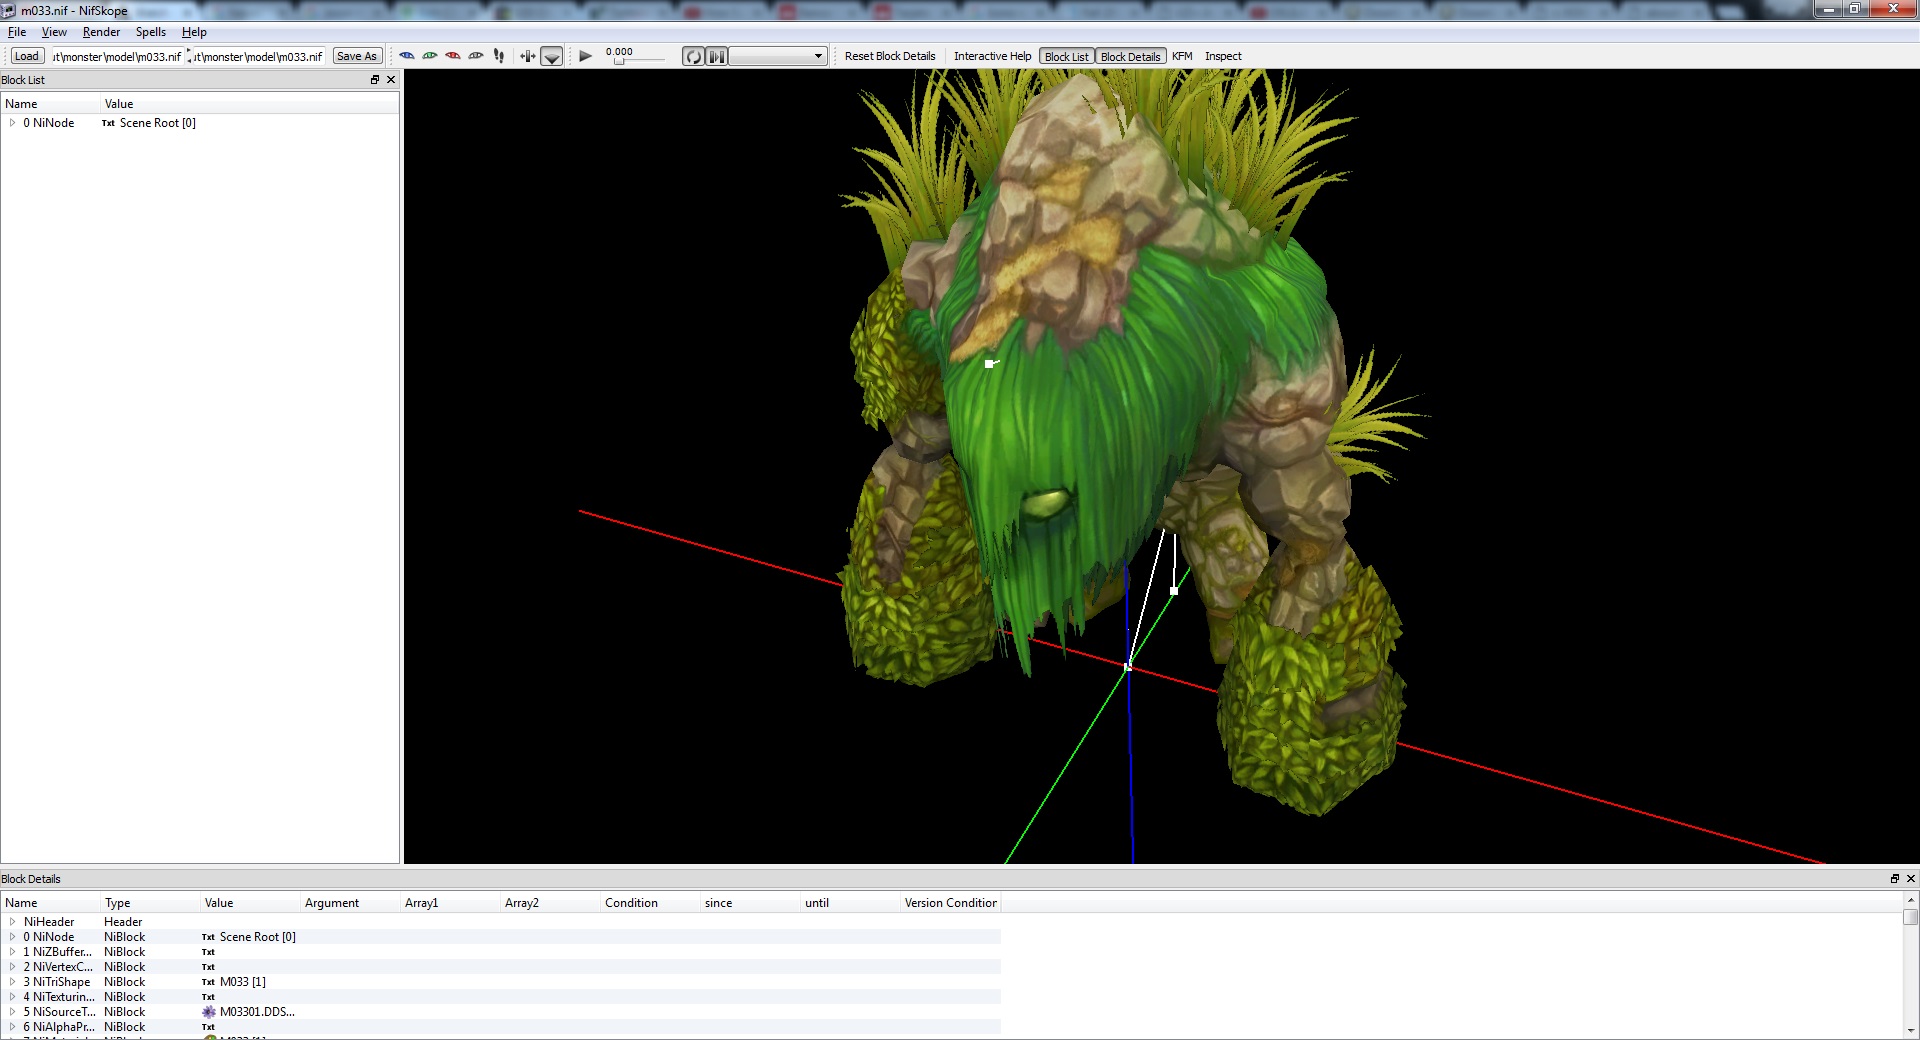 m033.nif - NifSkope
File View Render Spells Help
Load ut\monster\model\m033.nif ut\monster\model\m033.nif Save As 0.000 Reset Block Details Interactive Help Block List Block Details KFM Inspect
Block List
Name Value
0 NiNode Txt Scene Root [0]
Block Details
Name Type Value Argument Array1 Array2 Condition since until Version Condition
NiHeader Header
0 NiNode NiBlock Txt Scene Root [0]
1 NiZBuffer... NiBlock Txt
2 NiVertexC... NiBlock Txt
3 NiTriShape NiBlock Txt M033 [1]
4 NiTexturin... NiBlock Txt
5 NiSourceT... NiBlock M03301.DDS...
6 NiAlphaPr... NiBlock Txt